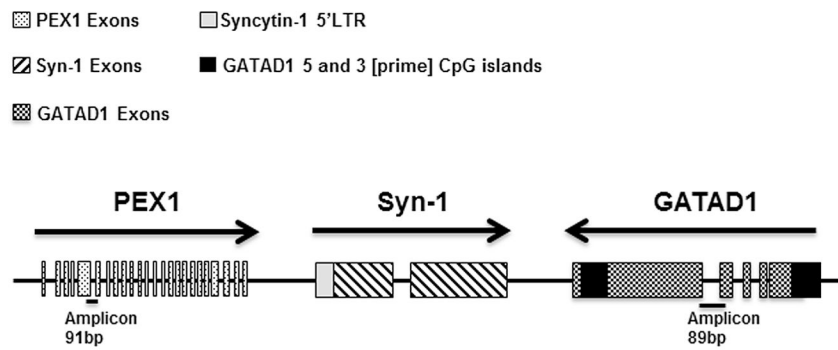 PEX1 Exons
Syncytin-1 5'LTR
Syn-1 Exons
GATAD1 5 and 3 [prime] CpG islands
GATAD1 Exons
PEX1
Syn-1
GATAD1
Amplicon
91bp
Amplicon
89bp